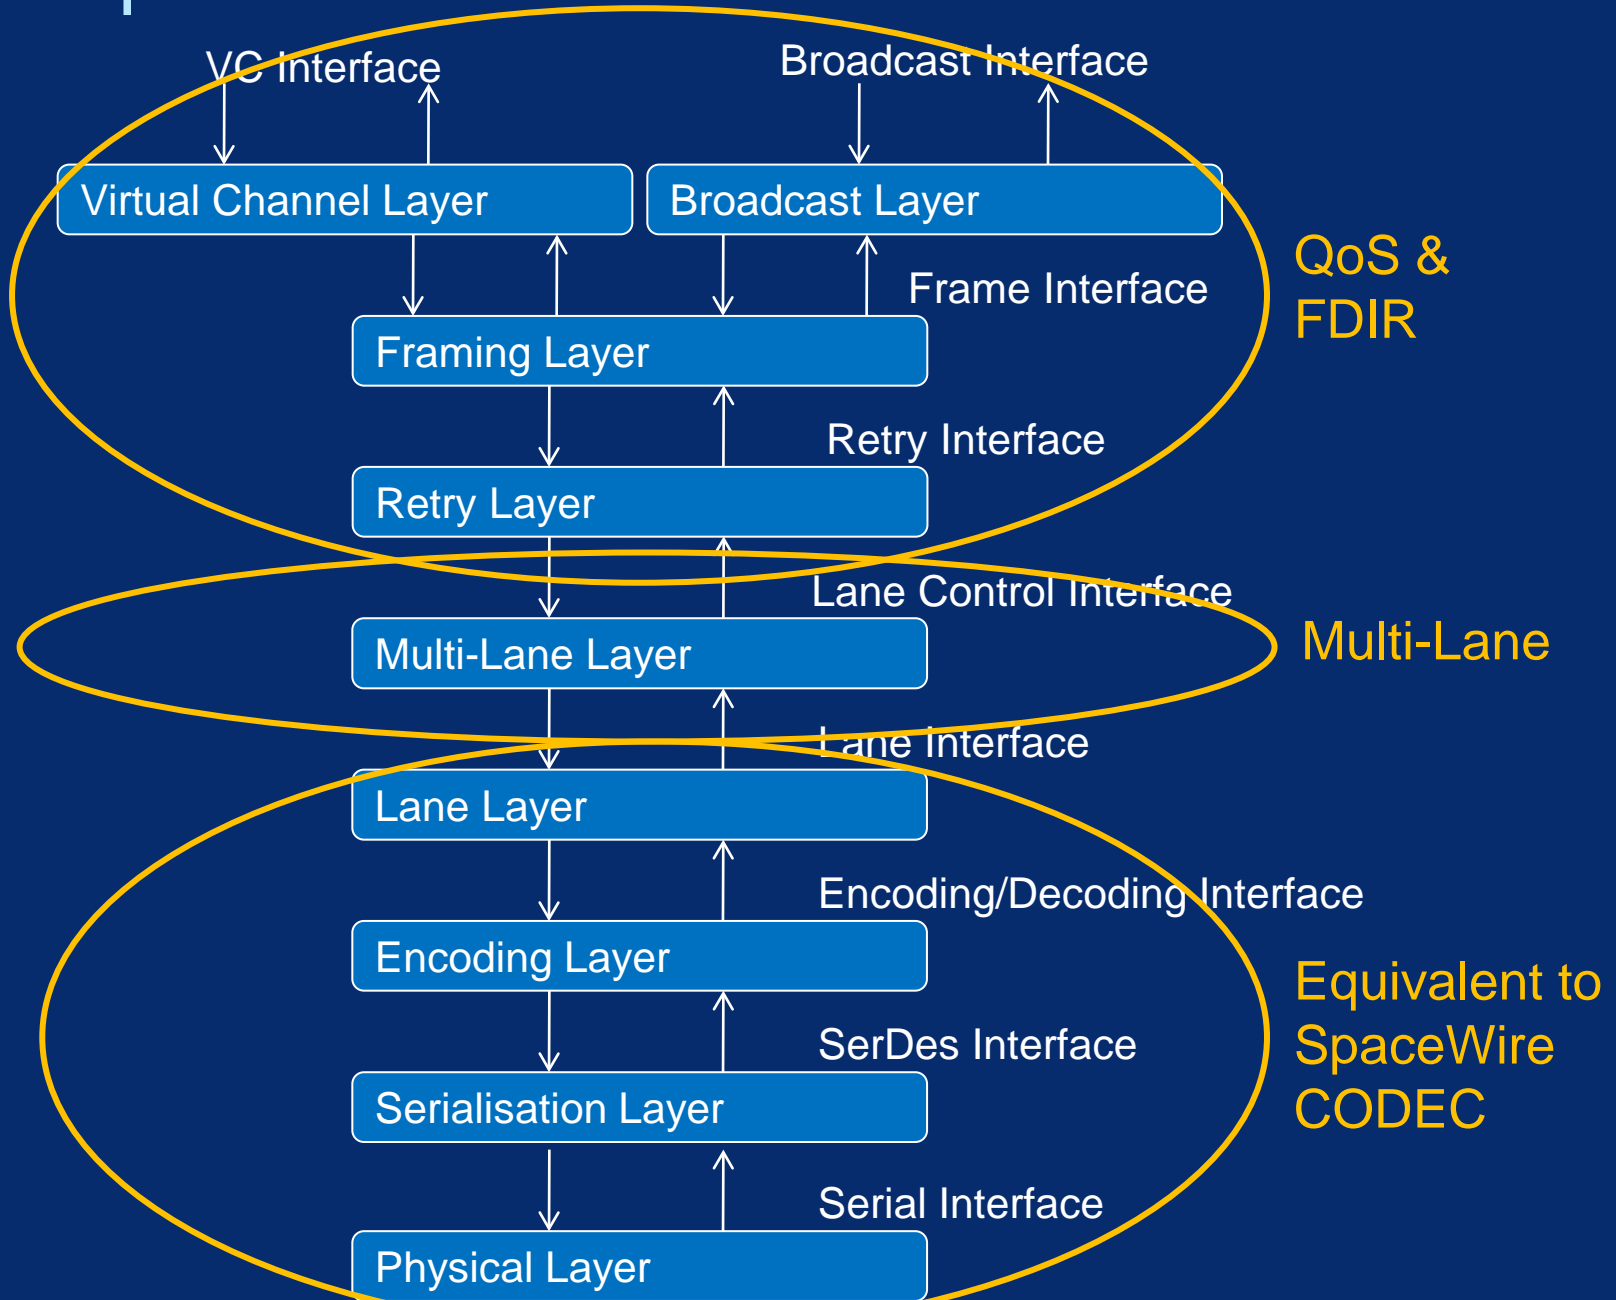 VC Interface
Broadcast Interface
Virtual Channel Layer
Broadcast Layer
Frame Interface
QoS &
FDIR
Framing Layer
Retry Interface
Retry Layer
Lane Control Interface
Multi-Lane Layer
Multi-Lane
Lane Interface
Lane Layer
Encoding/Decoding Interface
Encoding Layer
Equivalent to
SpaceWire
CODEC
SerDes Interface
Serialisation Layer
Serial Interface
Physical Layer